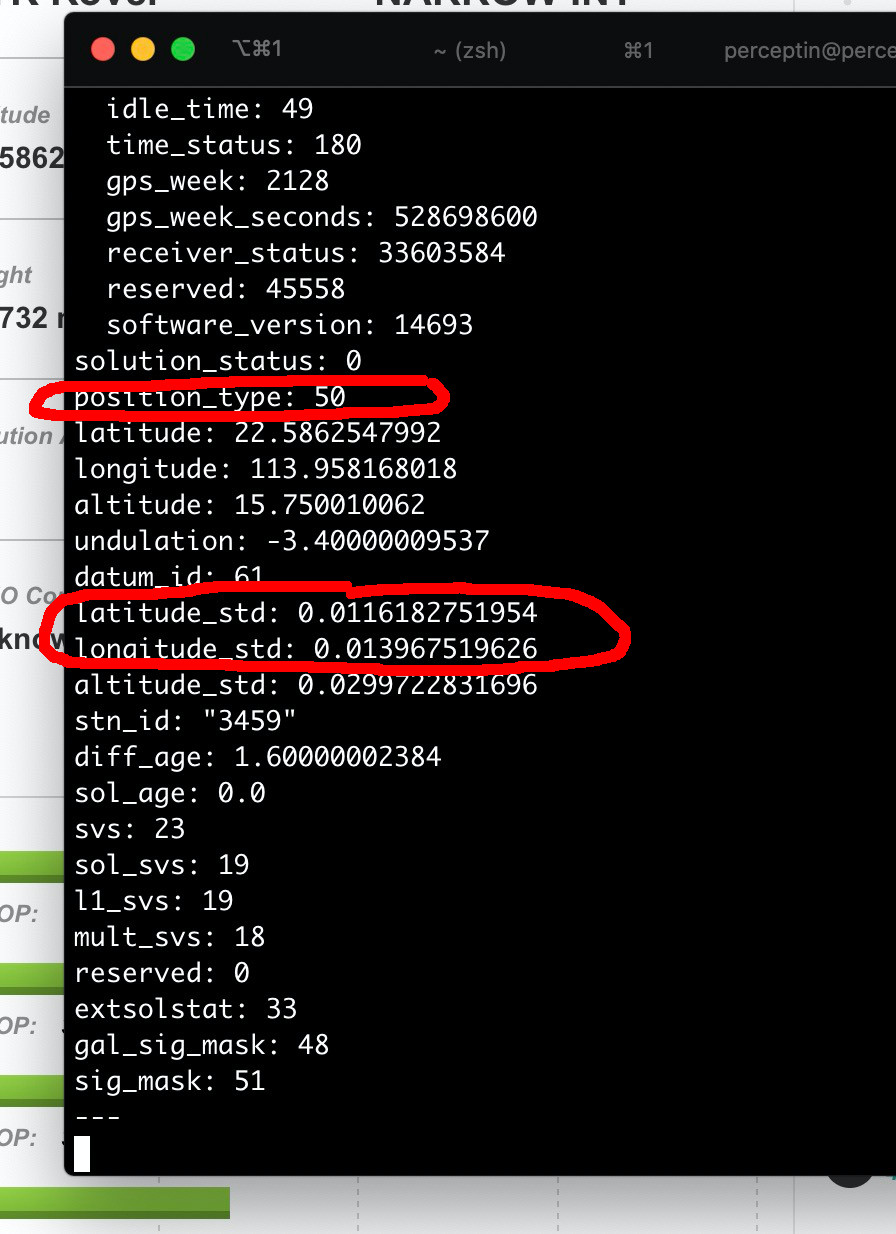 NARROW INT
⌥⌘1 ~ (zsh) ⌘1 perceptin@perce
idle_time: 49
time_status: 180
gps_week: 2128
gps_week_seconds: 528698600
receiver_status: 33603584
reserved: 45558
software_version: 14693
solution_status: 0
position_type: 50
latitude: 22.5862547992
longitude: 113.958168018
altitude: 15.750010062
undulation: -3.40000009537
datum_id: 61
latitude_std: 0.0116182751954
longitude_std: 0.013967519626
altitude_std: 0.0299722831696
stn_id: "3459"
diff_age: 1.60000002384
sol_age: 0.0
svs: 23
sol_svs: 19
l1_svs: 19
mult_svs: 18
reserved: 0
extsolstat: 33
gal_sig_mask: 48
sig_mask: 51
---
itude
5862
ght
732
ution
O Co
know
OP:
OP:
OP: